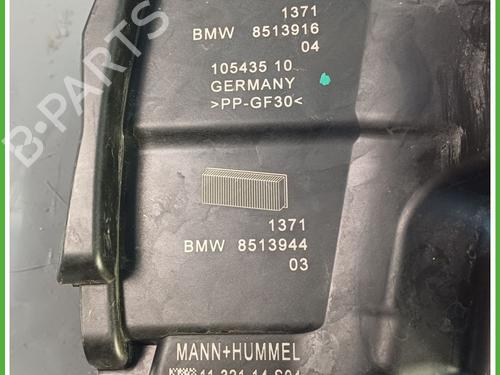 1371
BMW 8513916
04
105435 10
GERMANY
>PP-GF30<
B-PARTS
1371
BMW 8513944
03
MANN+HUMMEL